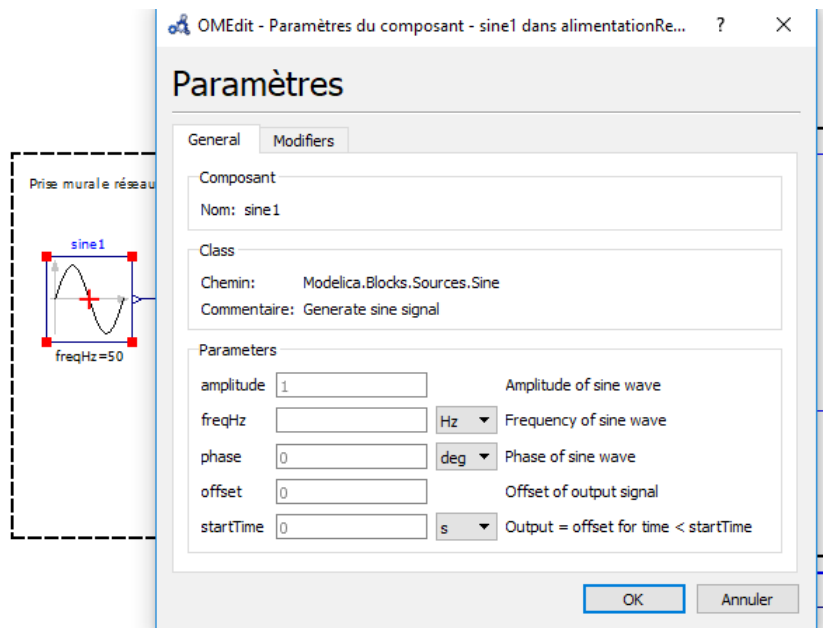 OMEdit - Paramètres du composant - sine1 dans alimentationRe... ?
Paramètres
General Modifiers
Prise murale réseau
sine1
freqHz=50
Composant
Nom: sine1
Class
Chemin: Modelica.Blocks.Sources.Sine
Commentaire: Generate sine signal
Parameters
amplitude 1 Amplitude of sine wave
freqHz Hz Frequency of sine wave
phase 0 deg Phase of sine wave
offset 0 Offset of output signal
startTime 0 s Output = offset for time < startTime
OK Annuler